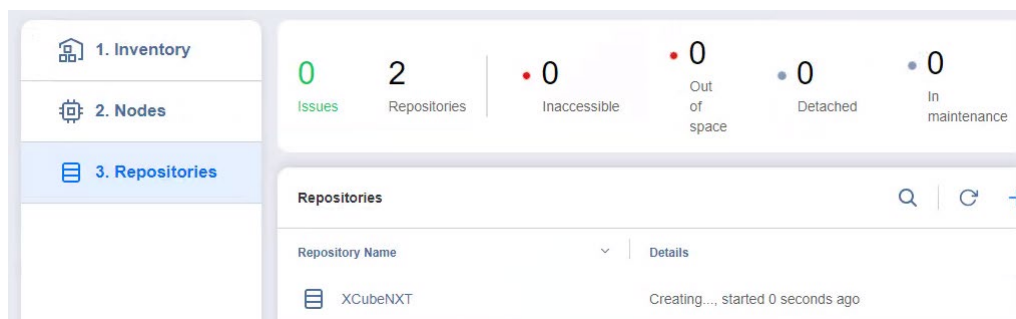 1. Inventory
2. Nodes
3. Repositories
0
Issues
2
Repositories
0
Inaccessible
0
Out
of
space
0
Detached
0
In
maintenance
Repositories
Repository Name
Details
XCubeNXT
Creating..., started 0 seconds ago